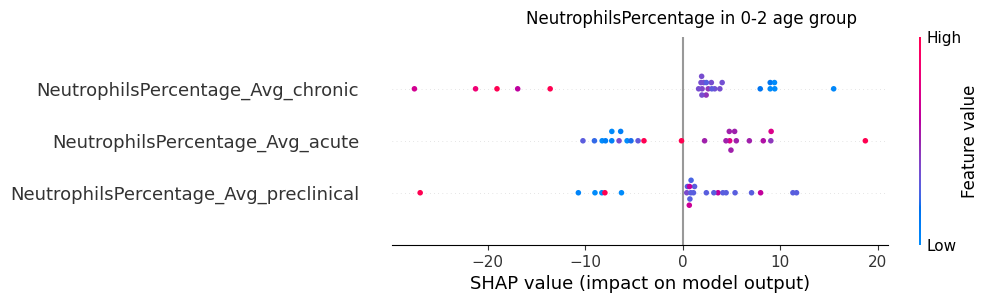 NeutrophilsPercentage in 0-2 age group
High
NeutrophilsPercentage_Avg_chronic
NeutrophilsPercentage_Avg_acute
NeutrophilsPercentage_Avg_preclinical
Feature value
Low
−20 −10 0 10 20
SHAP value (impact on model output)